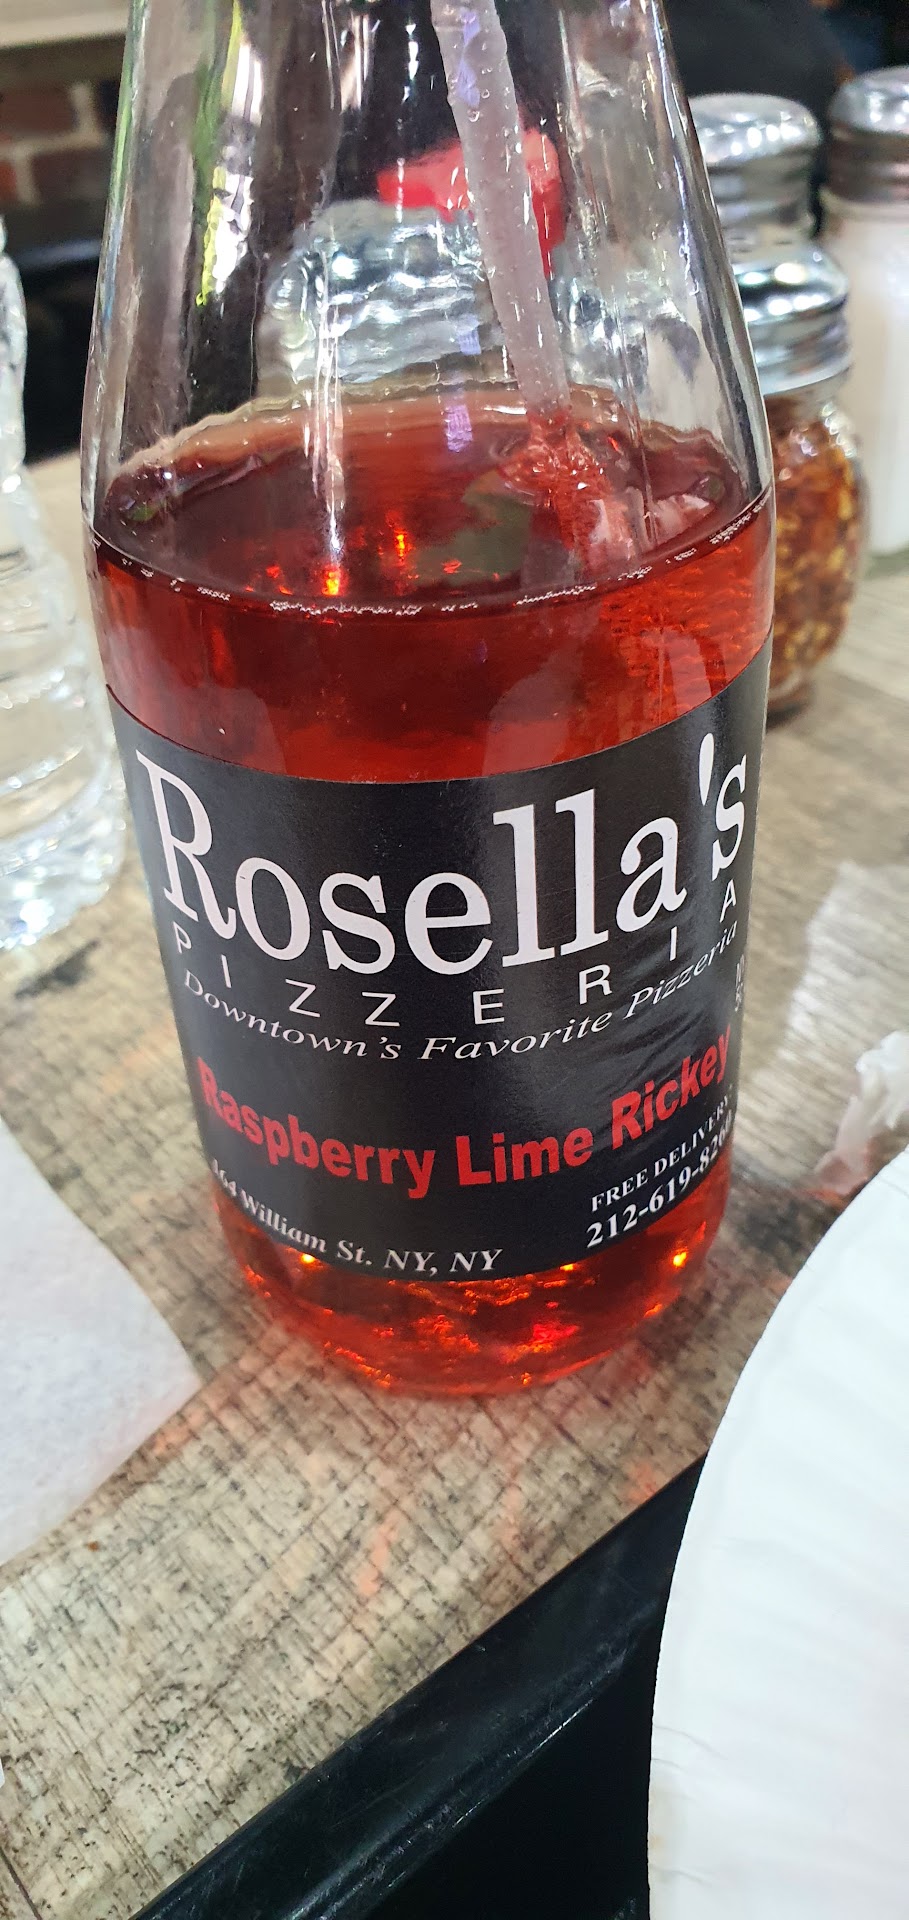 Rosella's
PIZZERIA
Downtown's Favorite Pizzeria
Raspberry Lime Rickey
FREE DELIVERY
William St. NY, NY